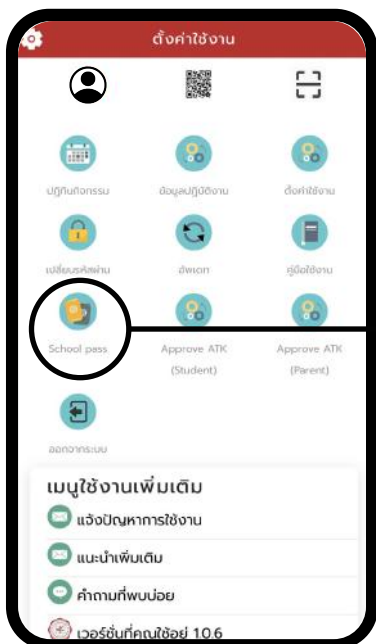 ตั้งค่าใช้งาน
ปฏิทินกิจกรรม ข้อมูลปฏิบัติงาน ตั้งค่าใช้งาน
เปลี่ยนรหัสผ่าน อัพเดท คู่มือใช้งาน
School pass Approve ATK Approve ATK
(Student) (Parent)
ออกจากระบบ
เมนูใช้งานเพิ่มเติม
แจ้งปัญหาการใช้งาน
แนะนำเพิ่มเติม
คำถามที่พบบ่อย
เวอร์ชั่นที่คุณใช้อยู่ 1.0.6